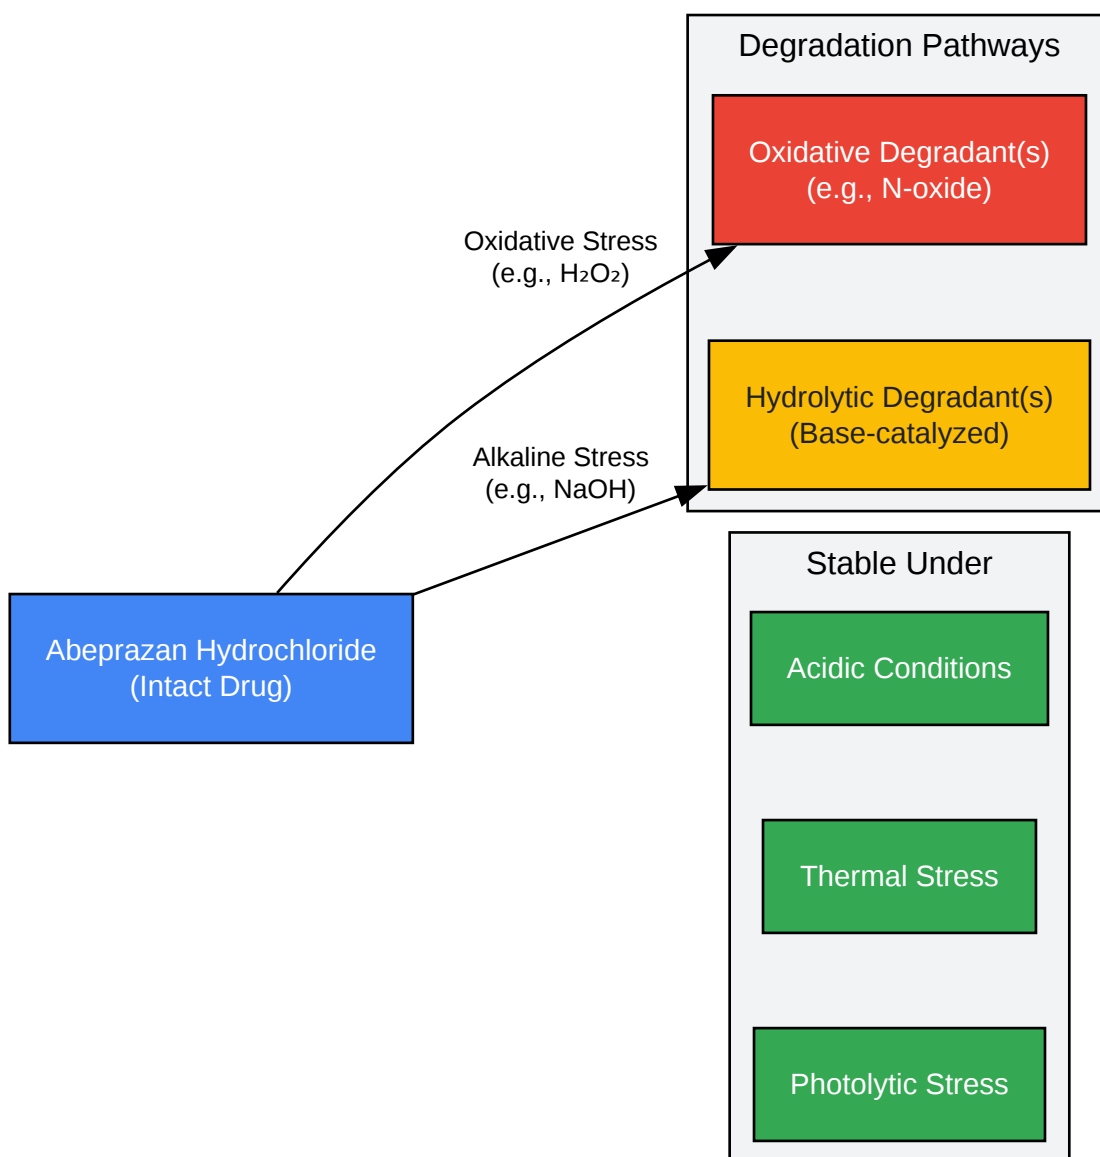 Degradation Pathways
Oxidative Degradant(s)
(e.g., N-oxide)
Oxidative Stress
(e.g., H₂O₂)
Hydrolytic Degradant(s)
(Base-catalyzed)
Alkaline Stress
(e.g., NaOH)
Stable Under
Abeprazan Hydrochloride
(Intact Drug)
Acidic Conditions
Thermal Stress
Photolytic Stress